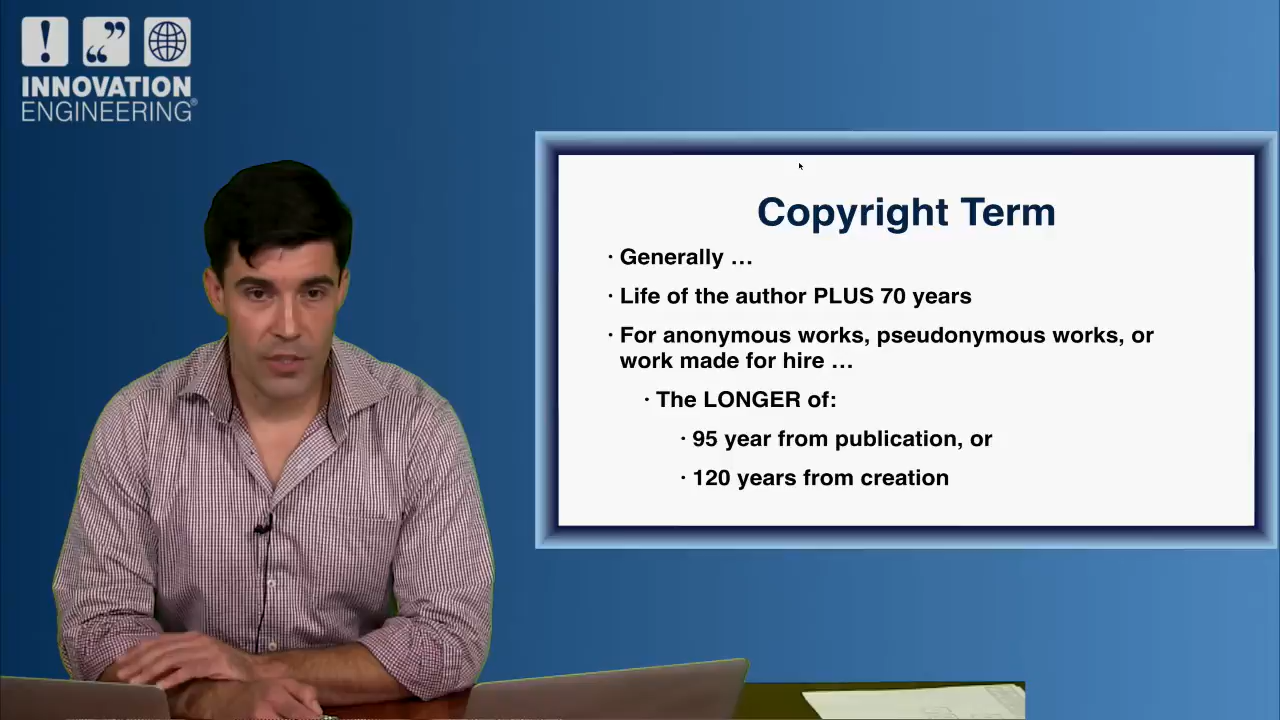 INNOVATION
ENGINEERING®
Copyright Term
· Generally …
· Life of the author PLUS 70 years
· For anonymous works, pseudonymous works, or
work made for hire …
· The LONGER of:
· 95 year from publication, or
· 120 years from creation